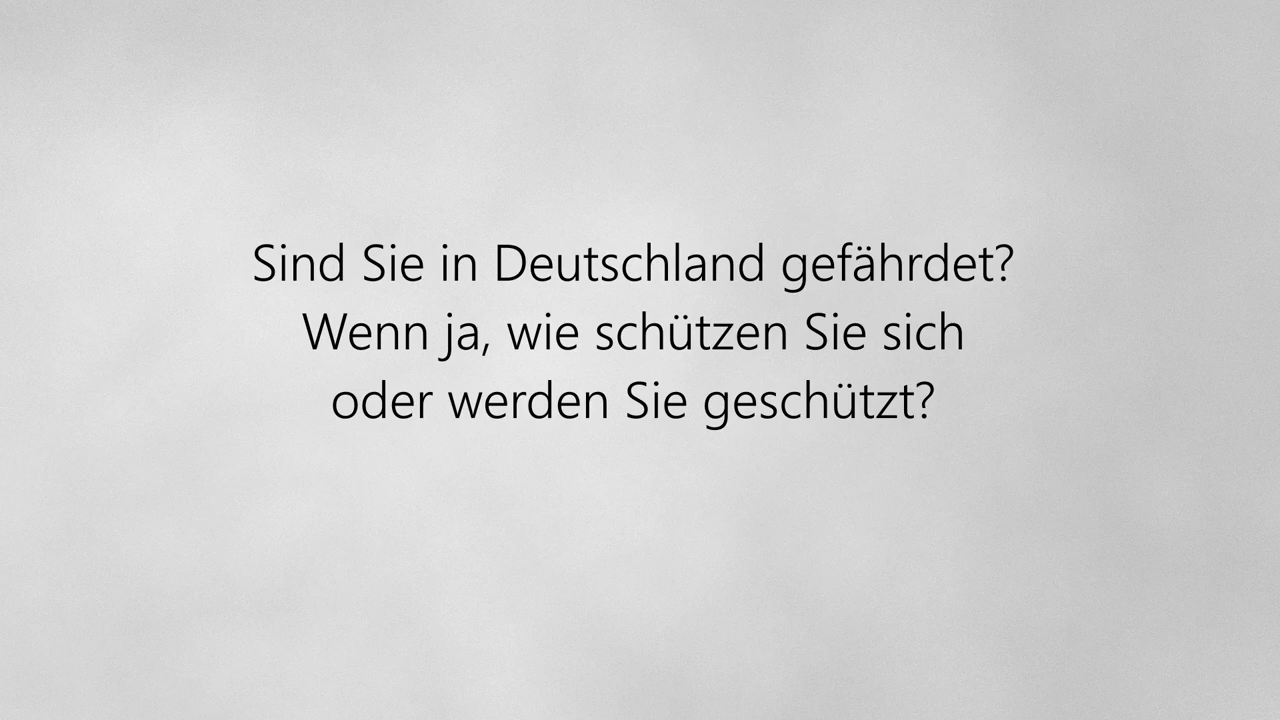 Sind Sie in Deutschland gefährdet?
Wenn ja, wie schützen Sie sich
oder werden Sie geschützt?